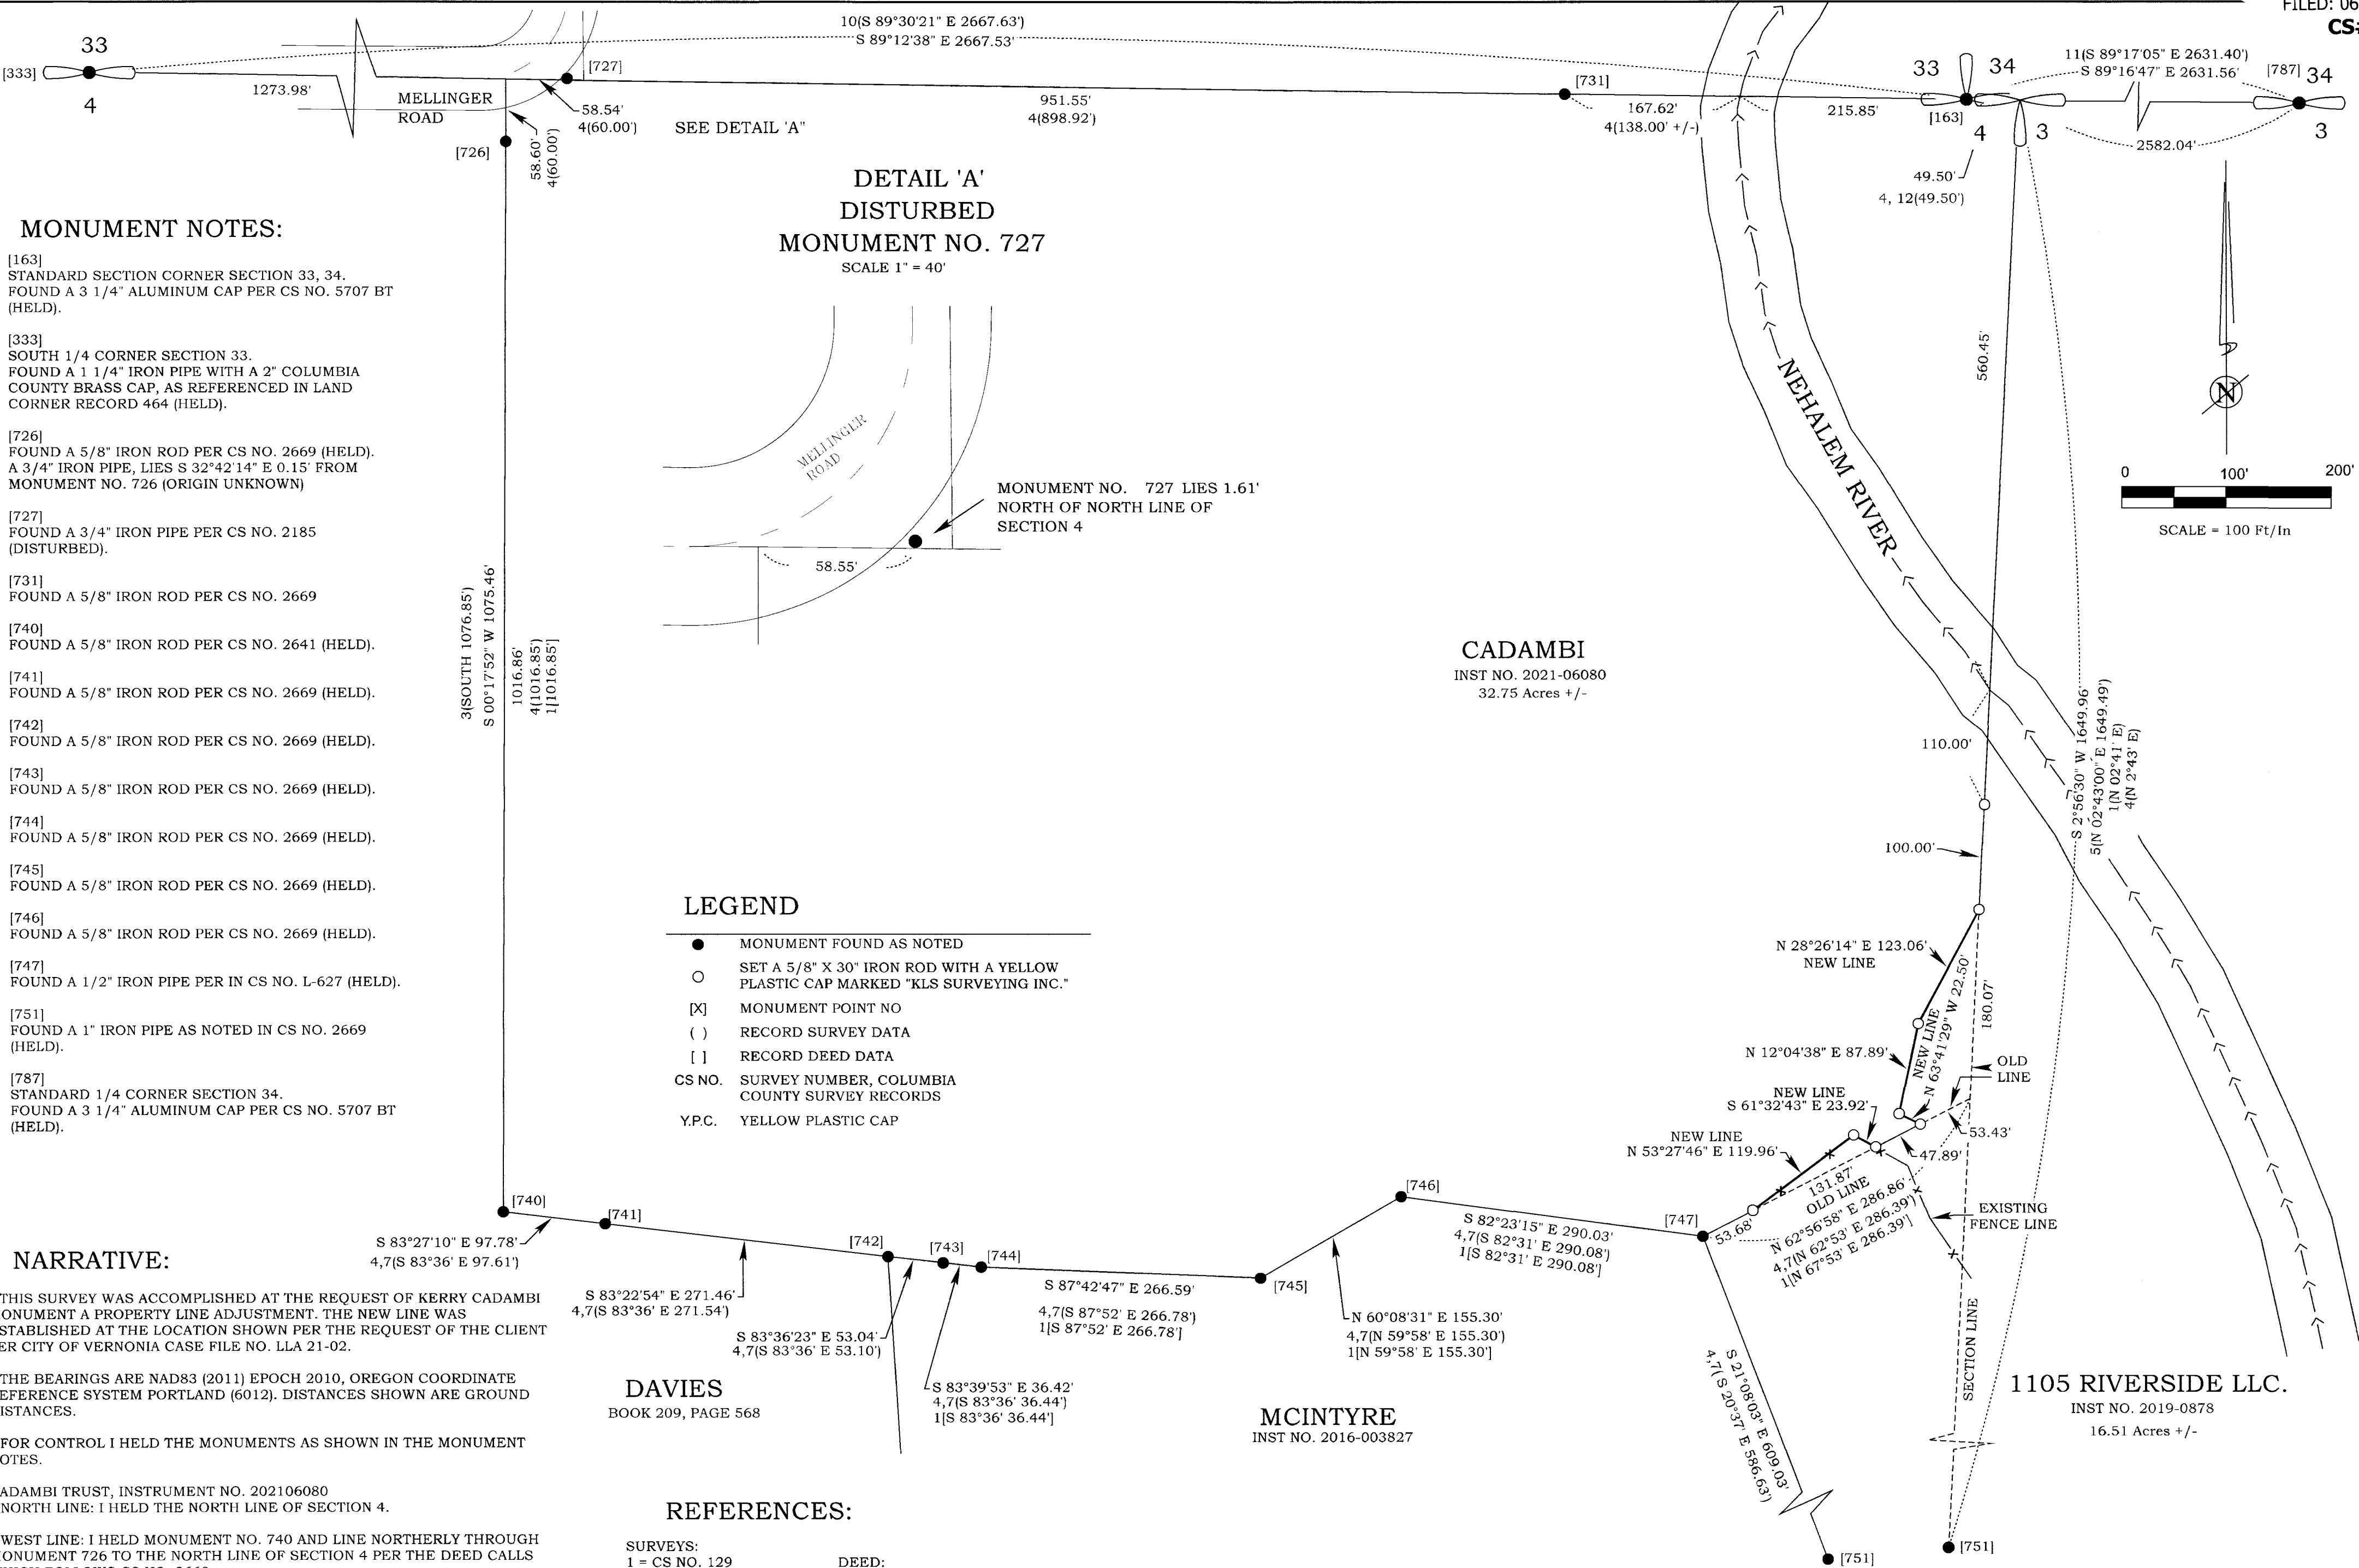 FILED: 06
CS#
10(S 89°30'21" E 2667.63')
S 89°12'38" E 2667.53'
11(S 89°17'05" E 2631.40')
S 89°16'47" E 2631.56'
33
[333]
4
1273.98'
MELLINGER
ROAD
[727]
58.54'
4(60.00')
58.60'
4(60.00')
[726]
SEE DETAIL 'A"
951.55'
4(898.92')
[731]
167.62'
4(138.00' +/-)
215.85'
33
34
[163]
4
3
[787]
34
3
2582.04'
49.50'
4, 12(49.50')
DETAIL 'A'
DISTURBED
MONUMENT NO. 727
SCALE 1" = 40'
MELLINGER
ROAD
MONUMENT NO. 727 LIES 1.61'
NORTH OF NORTH LINE OF
SECTION 4
58.55'
MONUMENT NOTES:
[163]
STANDARD SECTION CORNER SECTION 33, 34.
FOUND A 3 1/4" ALUMINUM CAP PER CS NO. 5707 BT
(HELD).
[333]
SOUTH 1/4 CORNER SECTION 33.
FOUND A 1 1/4" IRON PIPE WITH A 2" COLUMBIA
COUNTY BRASS CAP, AS REFERENCED IN LAND
CORNER RECORD 464 (HELD).
[726]
FOUND A 5/8" IRON ROD PER CS NO. 2669 (HELD).
A 3/4" IRON PIPE, LIES S 32°42'14" E 0.15' FROM
MONUMENT NO. 726 (ORIGIN UNKNOWN)
[727]
FOUND A 3/4" IRON PIPE PER CS NO. 2185
(DISTURBED).
[731]
FOUND A 5/8" IRON ROD PER CS NO. 2669
[740]
FOUND A 5/8" IRON ROD PER CS NO. 2641 (HELD).
[741]
FOUND A 5/8" IRON ROD PER CS NO. 2669 (HELD).
[742]
FOUND A 5/8" IRON ROD PER CS NO. 2669 (HELD).
[743]
FOUND A 5/8" IRON ROD PER CS NO. 2669 (HELD).
[744]
FOUND A 5/8" IRON ROD PER CS NO. 2669 (HELD).
[745]
FOUND A 5/8" IRON ROD PER CS NO. 2669 (HELD).
[746]
FOUND A 5/8" IRON ROD PER CS NO. 2669 (HELD).
[747]
FOUND A 1/2" IRON PIPE PER IN CS NO. L-627 (HELD).
[751]
FOUND A 1" IRON PIPE AS NOTED IN CS NO. 2669
(HELD).
[787]
STANDARD 1/4 CORNER SECTION 34.
FOUND A 3 1/4" ALUMINUM CAP PER CS NO. 5707 BT
(HELD).
3(SOUTH 1076.85')
S 00°17'52" W 1075.46'
1016.86'
4(1016.85')
1[1016.85']
NEHALEM RIVER
560.45'
N
0 100' 200'
SCALE = 100 Ft/In
CADAMBI
INST NO. 2021-06080
32.75 Acres +/-
110.00'
100.00'
S 2°56'30" W 1649.96'
5(N 02°43'00" E 1649.49')
1(N 02°41' E)
4(N 2°43' E)
LEGEND
MONUMENT FOUND AS NOTED
SET A 5/8" X 30" IRON ROD WITH A YELLOW
PLASTIC CAP MARKED "KLS SURVEYING INC."
[X] MONUMENT POINT NO
( ) RECORD SURVEY DATA
[ ] RECORD DEED DATA
CS NO. SURVEY NUMBER, COLUMBIA
COUNTY SURVEY RECORDS
Y.P.C. YELLOW PLASTIC CAP
N 28°26'14" E 123.06'
NEW LINE
N 12°04'38" E 87.89'
NEW LINE
N 63°41'29" W 22.50'
180.07'
OLD
LINE
NEW LINE
S 61°32'43" E 23.92'
NEW LINE
N 53°27'46" E 119.96'
53.43'
47.89'
131.87'
OLD LINE
N 62°56'58" E 286.86'
4,7(N 62°53' E 286.39')
1[N 67°53' E 286.39']
53.68'
EXISTING
FENCE LINE
SECTION LINE
[740]
[741]
[742]
[743]
[744]
[745]
[746]
[747]
S 83°27'10" E 97.78'
4,7(S 83°36' E 97.61')
S 83°22'54" E 271.46'
4,7(S 83°36' E 271.54')
S 83°36'23" E 53.04'
4,7(S 83°36' E 53.10')
S 83°39'53" E 36.42'
4,7(S 83°36' 36.44')
1[S 83°36' 36.44']
S 87°42'47" E 266.59'
4,7(S 87°52' E 266.78')
1[S 87°52' E 266.78']
N 60°08'31" E 155.30'
4,7(N 59°58' E 155.30')
1[N 59°58' E 155.30']
S 82°23'15" E 290.03'
4,7(S 82°31' E 290.08')
1[S 82°31' E 290.08']
S 21°08'03" E 609.03'
4,7( S 20°37' E 586.63')
DAVIES
BOOK 209, PAGE 568
MCINTYRE
INST NO. 2016-003827
1105 RIVERSIDE LLC.
INST NO. 2019-0878
16.51 Acres +/-
[751]
[751]
NARRATIVE:
THIS SURVEY WAS ACCOMPLISHED AT THE REQUEST OF KERRY CADAMBI
ONUMENT A PROPERTY LINE ADJUSTMENT. THE NEW LINE WAS
STABLISHED AT THE LOCATION SHOWN PER THE REQUEST OF THE CLIENT
ER CITY OF VERNONIA CASE FILE NO. LLA 21-02.
THE BEARINGS ARE NAD83 (2011) EPOCH 2010, OREGON COORDINATE
EFERENCE SYSTEM PORTLAND (6012). DISTANCES SHOWN ARE GROUND
ISTANCES.
FOR CONTROL I HELD THE MONUMENTS AS SHOWN IN THE MONUMENT
OTES.
ADAMBI TRUST, INSTRUMENT NO. 202106080
NORTH LINE: I HELD THE NORTH LINE OF SECTION 4.
WEST LINE: I HELD MONUMENT NO. 740 AND LINE NORTHERLY THROUGH
ONUMENT 726 TO THE NORTH LINE OF SECTION 4 PER THE DEED CALLS
REFERENCES:
SURVEYS:
1 = CS NO. 129
DEED: